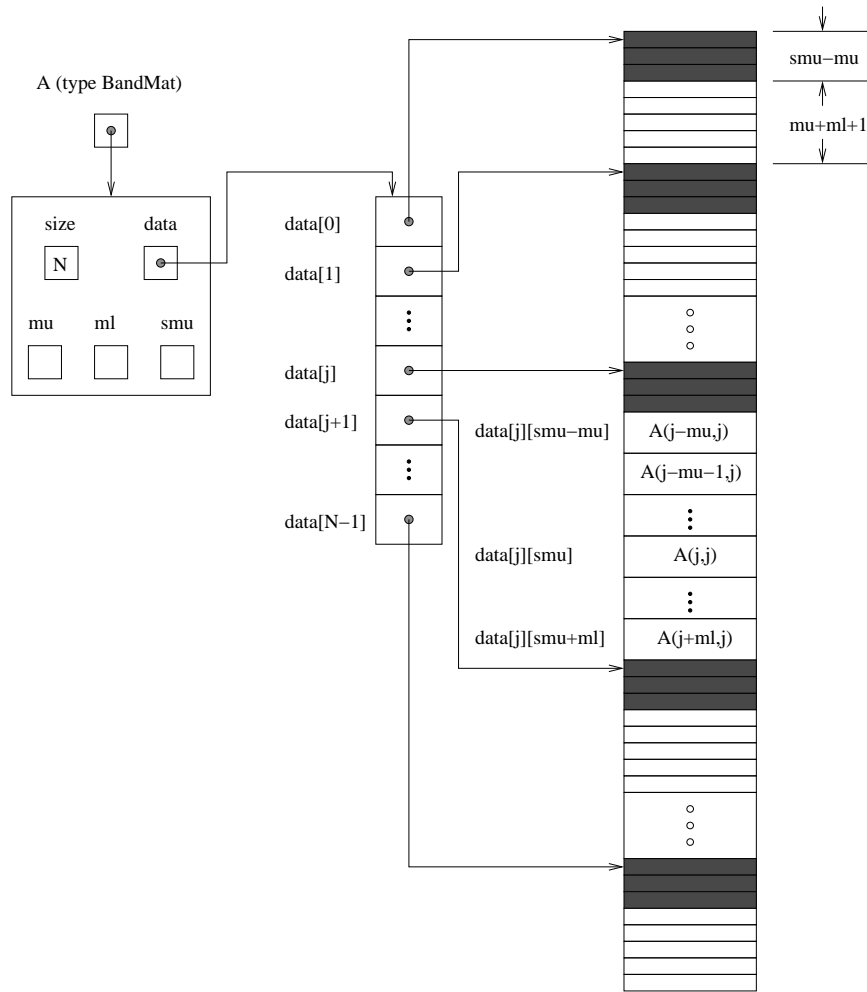 A (type BandMat)
size
data
N
mu
ml
smu
data[0]
data[1]
data[j]
data[j+1]
data[N−1]
data[j][smu−mu]
data[j][smu]
data[j][smu+ml]
A(j−mu,j)
A(j−mu−1,j)
A(j,j)
A(j+ml,j)
smu−mu
mu+ml+1